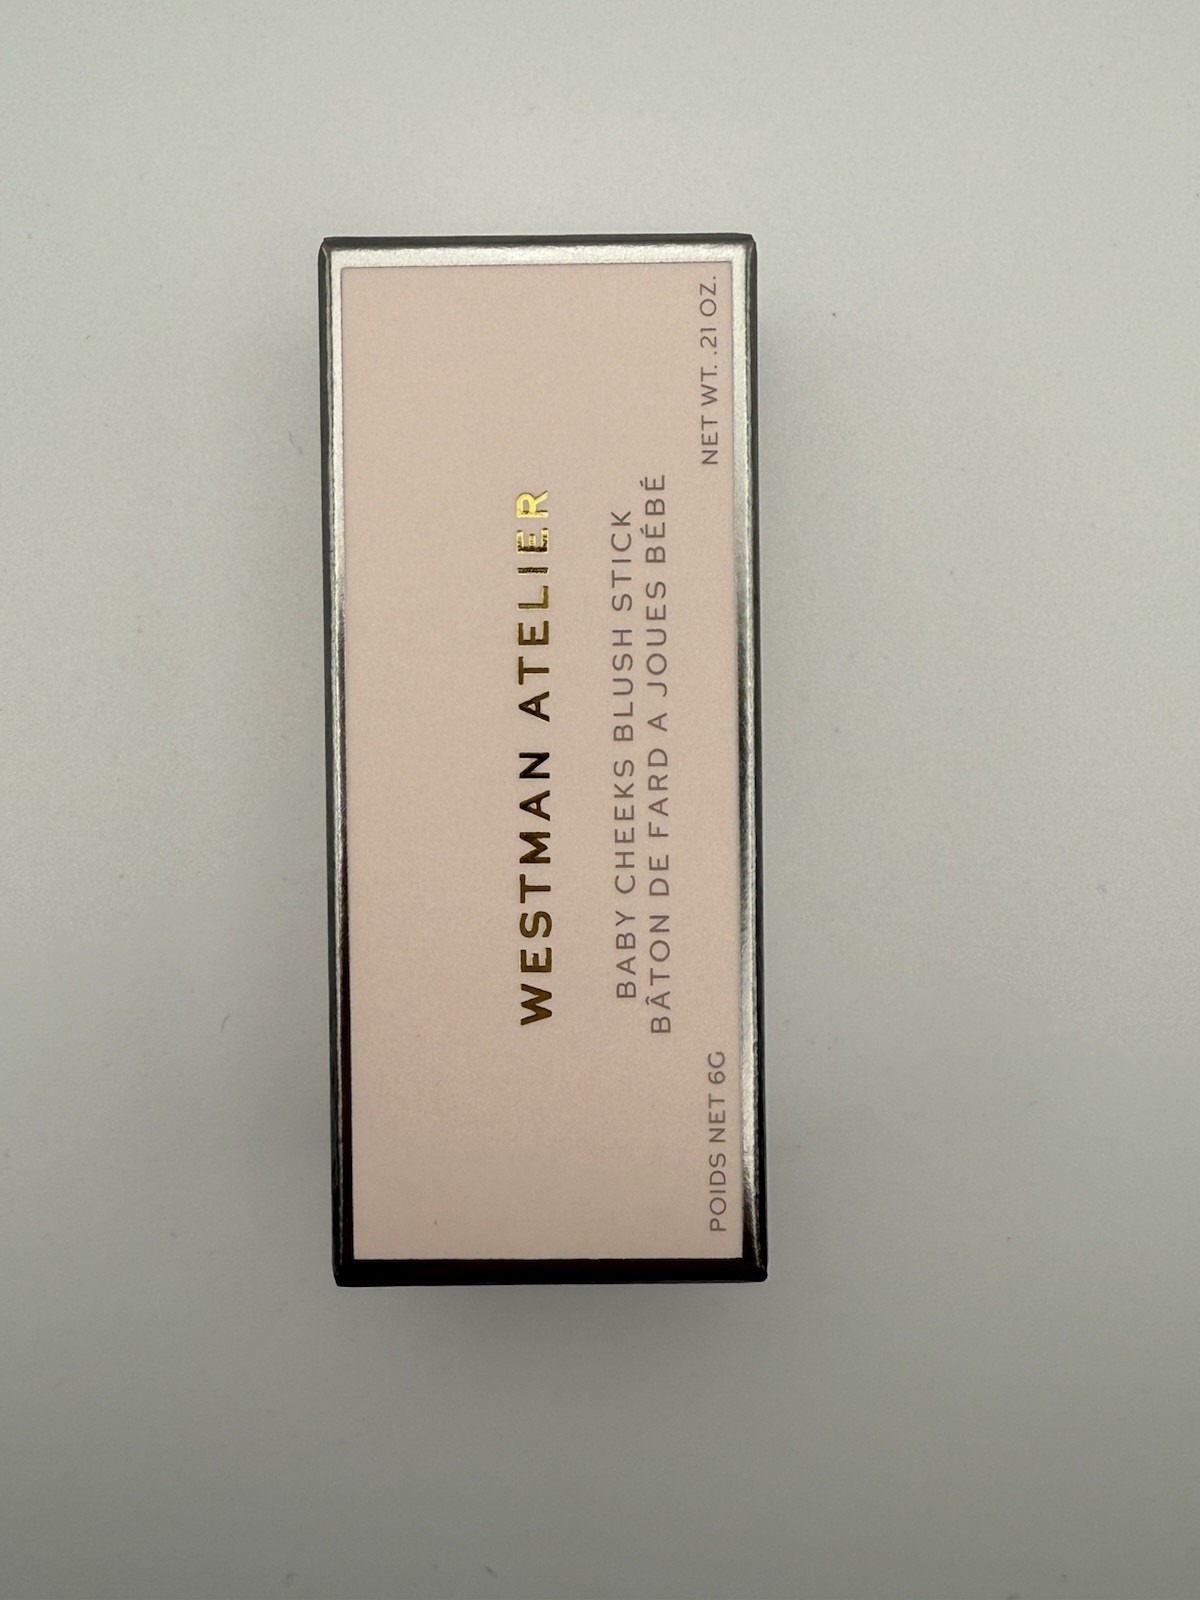 WESTMAN ATELIER
BABY CHEEKS BLUSH STICK
BÂTON DE FARD A JOUES BÉBÉ
POIDS NET 6G
NET WT. .21 OZ.